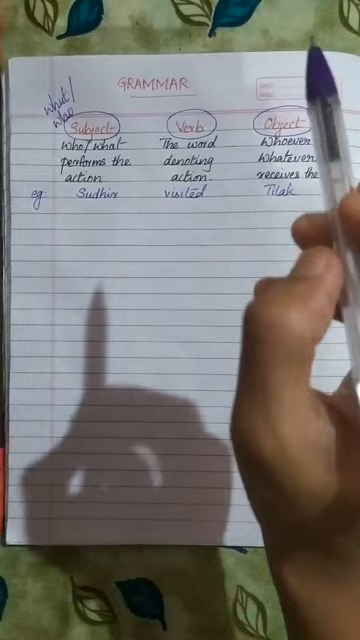 GRAMMAR
what/
who
Subject Verb Object
Who/what The word Whoever
performs the denoting whatever
action action. receives the
eg: Sudhir visited Tilak